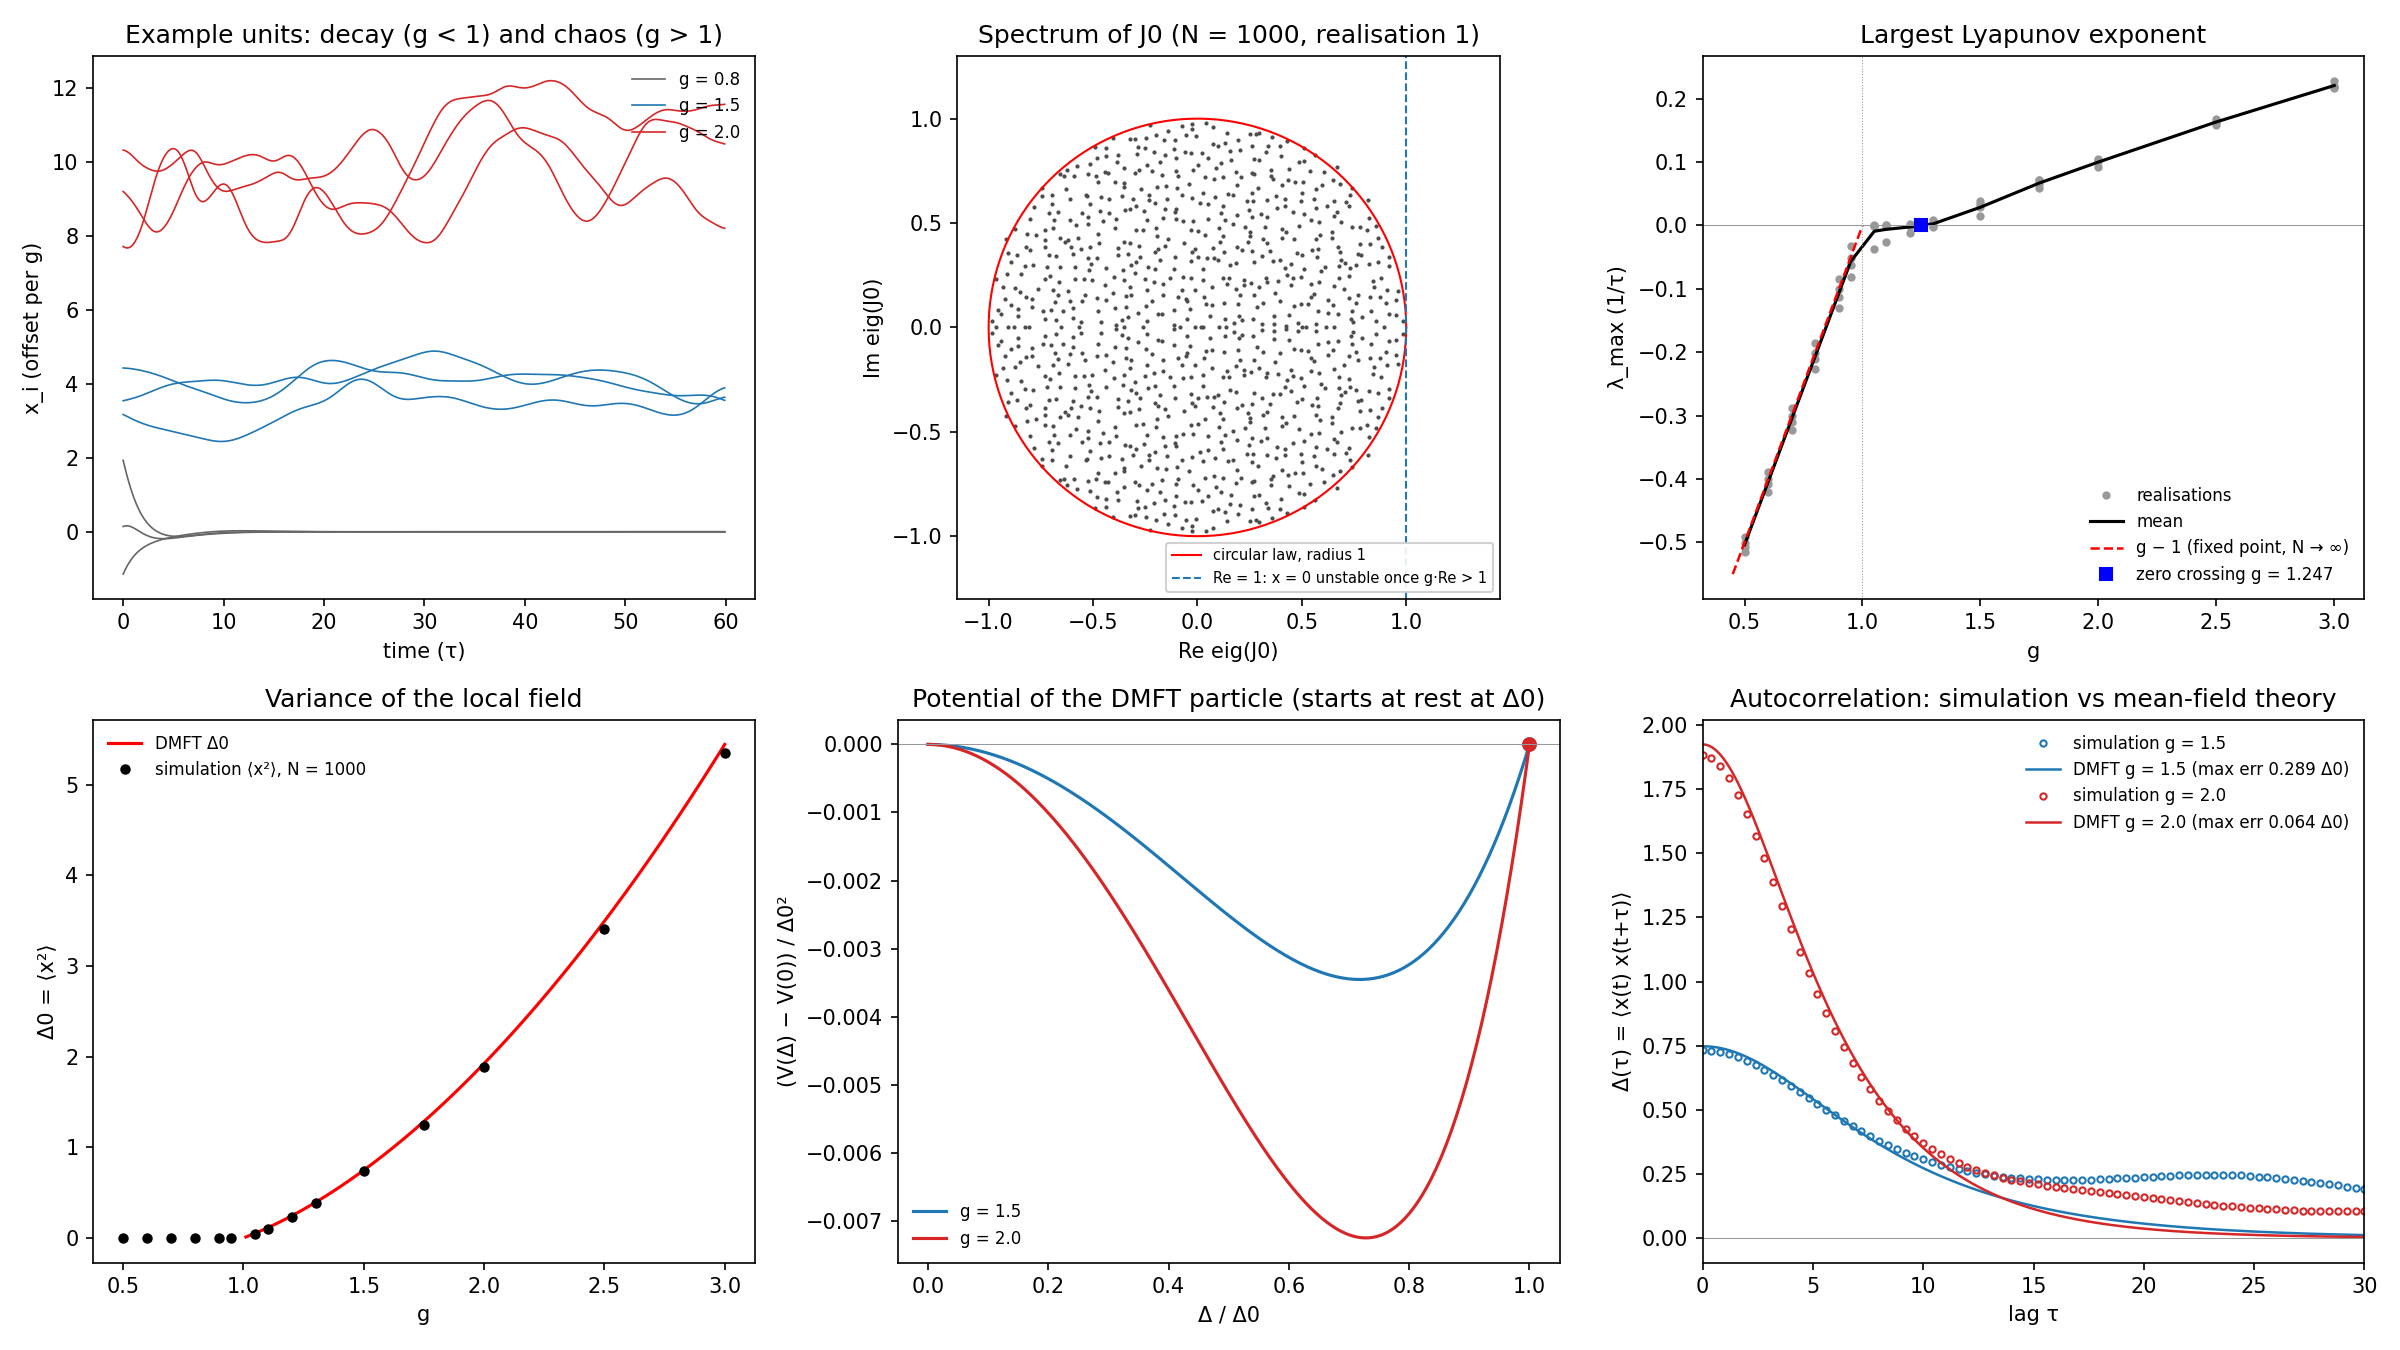 Example units: decay (g < 1) and chaos (g > 1)
g = 0.8
g = 1.5
g = 2.0
12
10
8
6
4
2
0
x_i (offset per g)
0 10 20 30 40 50 60
time (τ)
Spectrum of J0 (N = 1000, realisation 1)
1.0
0.5
0.0
−0.5
−1.0
Im eig(J0)
circular law, radius 1
Re = 1: x = 0 unstable once g·Re > 1
−1.0 −0.5 0.0 0.5 1.0
Re eig(J0)
Largest Lyapunov exponent
0.2
0.1
0.0
−0.1
−0.2
−0.3
−0.4
−0.5
λ_max (1/τ)
realisations
mean
g − 1 (fixed point, N → ∞)
zero crossing g = 1.247
0.5 1.0 1.5 2.0 2.5 3.0
g
Variance of the local field
DMFT Δ0
simulation ⟨x²⟩, N = 1000
5
4
3
2
1
0
Δ0 = ⟨x²⟩
0.5 1.0 1.5 2.0 2.5 3.0
g
Potential of the DMFT particle (starts at rest at Δ0)
0.000
−0.001
−0.002
−0.003
−0.004
−0.005
−0.006
−0.007
(V(Δ) − V(0)) / Δ0²
g = 1.5
g = 2.0
0.0 0.2 0.4 0.6 0.8 1.0
Δ / Δ0
Autocorrelation: simulation vs mean-field theory
simulation g = 1.5
DMFT g = 1.5 (max err 0.289 Δ0)
simulation g = 2.0
DMFT g = 2.0 (max err 0.064 Δ0)
2.00
1.75
1.50
1.25
1.00
0.75
0.50
0.25
0.00
Δ(τ) = ⟨x(t) x(t+τ)⟩
0 5 10 15 20 25 30
lag τ